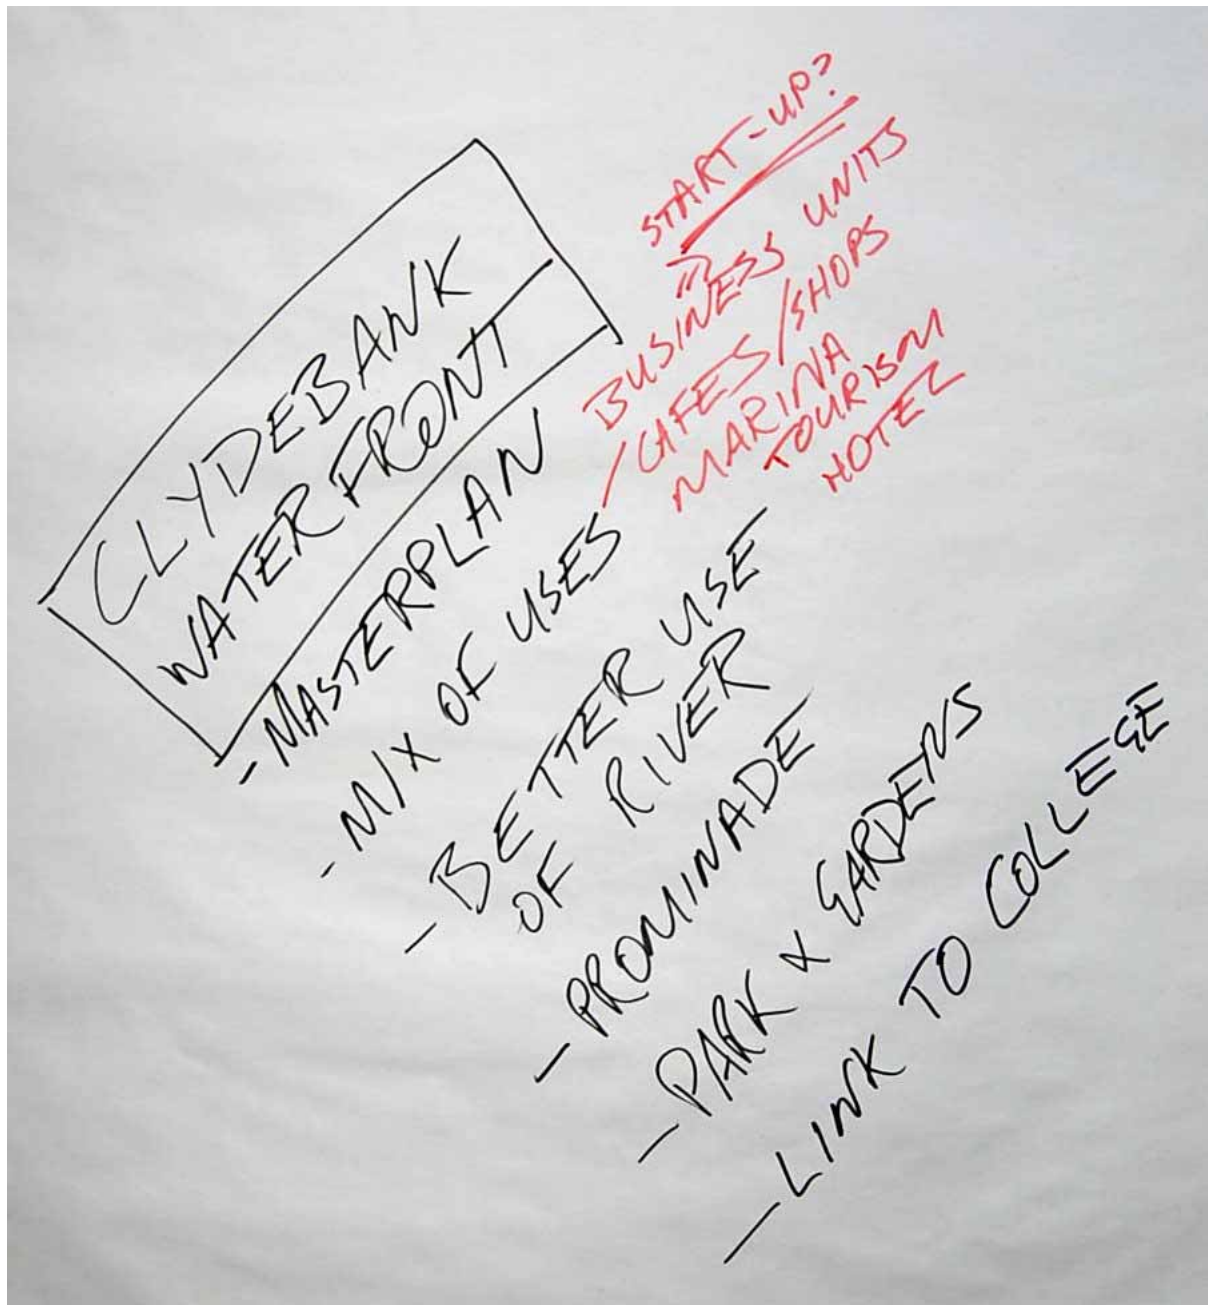 CLYDEBANK
WATERFRONT
- MASTERPLAN
- MIX OF USES
START-UP?
BUSINESS UNITS
/CAFES/SHOPS
MARINA
TOURISM
HOTEL
- BETTER USE
OF RIVER
- PROMINADE
- PARK & GARDENS
- LINK TO COLLEGE